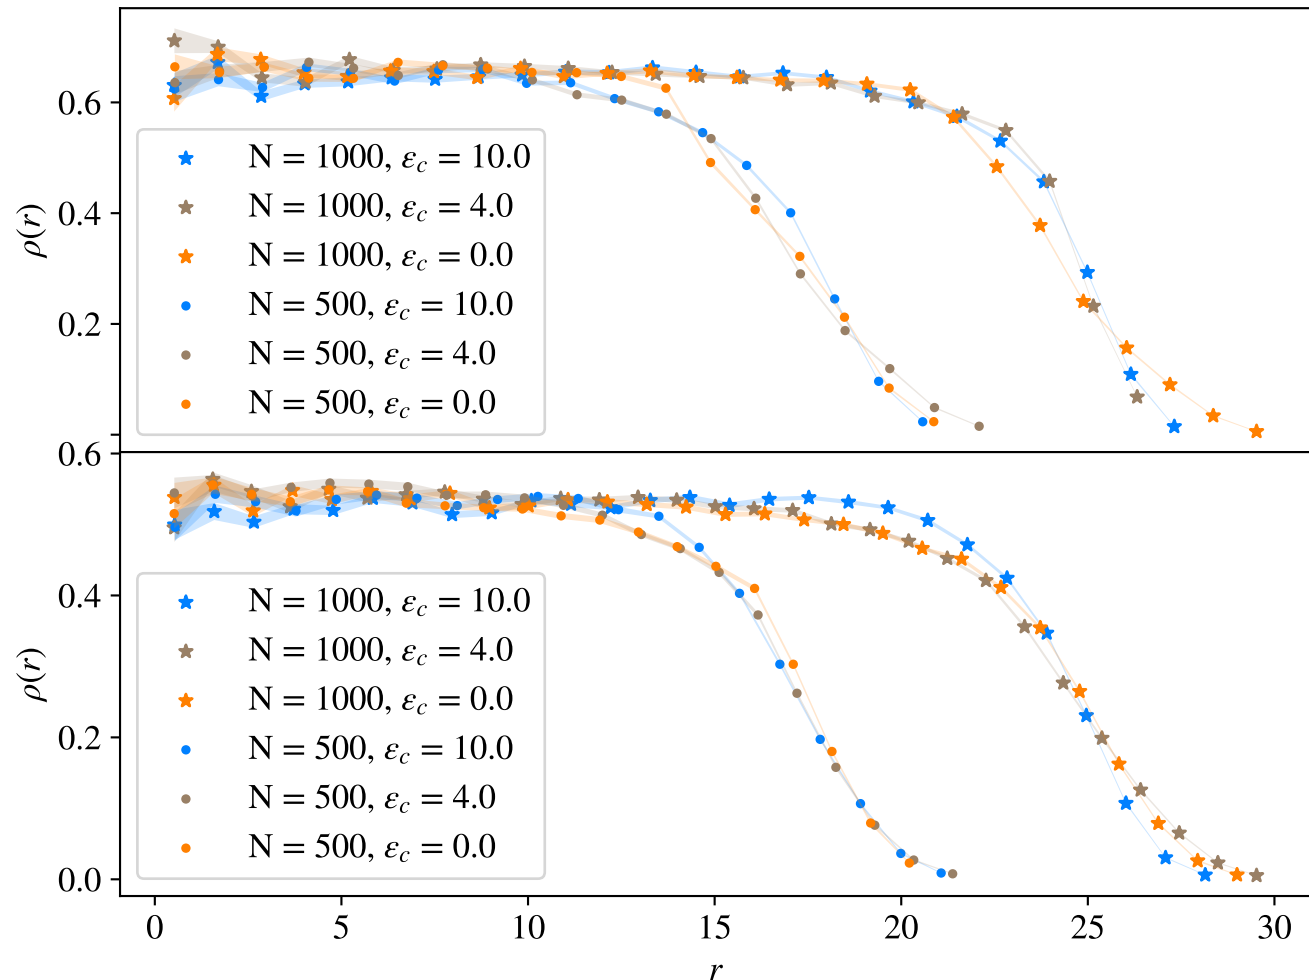 0.6
0.4
0.2
ρ(r)
N = 1000, ε_c = 10.0
N = 1000, ε_c = 4.0
N = 1000, ε_c = 0.0
N = 500, ε_c = 10.0
N = 500, ε_c = 4.0
N = 500, ε_c = 0.0
0.6
0.4
0.2
0.0
ρ(r)
N = 1000, ε_c = 10.0
N = 1000, ε_c = 4.0
N = 1000, ε_c = 0.0
N = 500, ε_c = 10.0
N = 500, ε_c = 4.0
N = 500, ε_c = 0.0
0 5 10 15 20 25 30
r